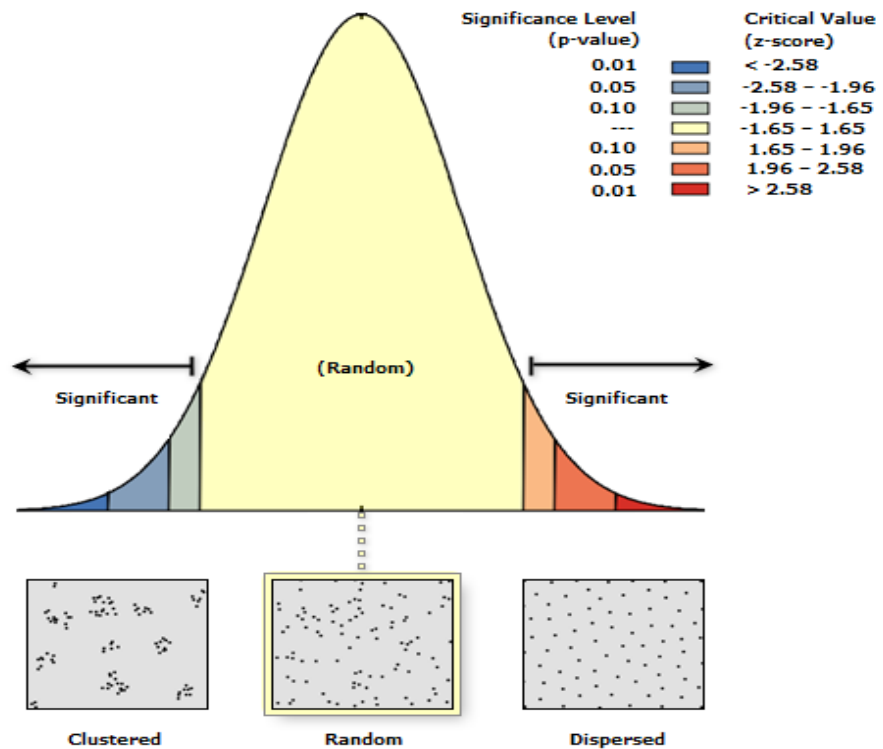 Significance Level Critical Value
(p-value) (z-score)
0.01 < -2.58
0.05 -2.58 – -1.96
0.10 -1.96 – -1.65
--- -1.65 – 1.65
0.10 1.65 – 1.96
0.05 1.96 – 2.58
0.01 > 2.58
(Random)
Significant Significant
Clustered Random Dispersed